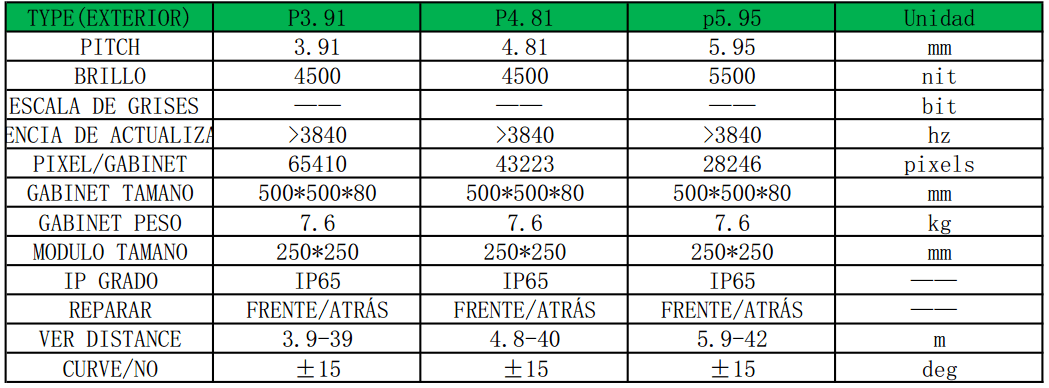 TYPE(EXTERIOR) P3.91 P4.81 p5.95 Unidad
PITCH 3.91 4.81 5.95 mm
BRILLO 4500 4500 5500 nit
ESCALA DE GRISES —— —— —— bit
ENCIA DE ACTUALIZA >3840 >3840 >3840 hz
PIXEL/GABINET 65410 43223 28246 pixels
GABINET TAMANO 500*500*80 500*500*80 500*500*80 mm
GABINET PESO 7.6 7.6 7.6 kg
MODULO TAMANO 250*250 250*250 250*250 mm
IP GRADO IP65 IP65 IP65 ——
REPARAR FRENTE/ATRÁS FRENTE/ATRÁS FRENTE/ATRÁS ——
VER DISTANCE 3.9-39 4.8-40 5.9-42 m
CURVE/NO ±15 ±15 ±15 deg